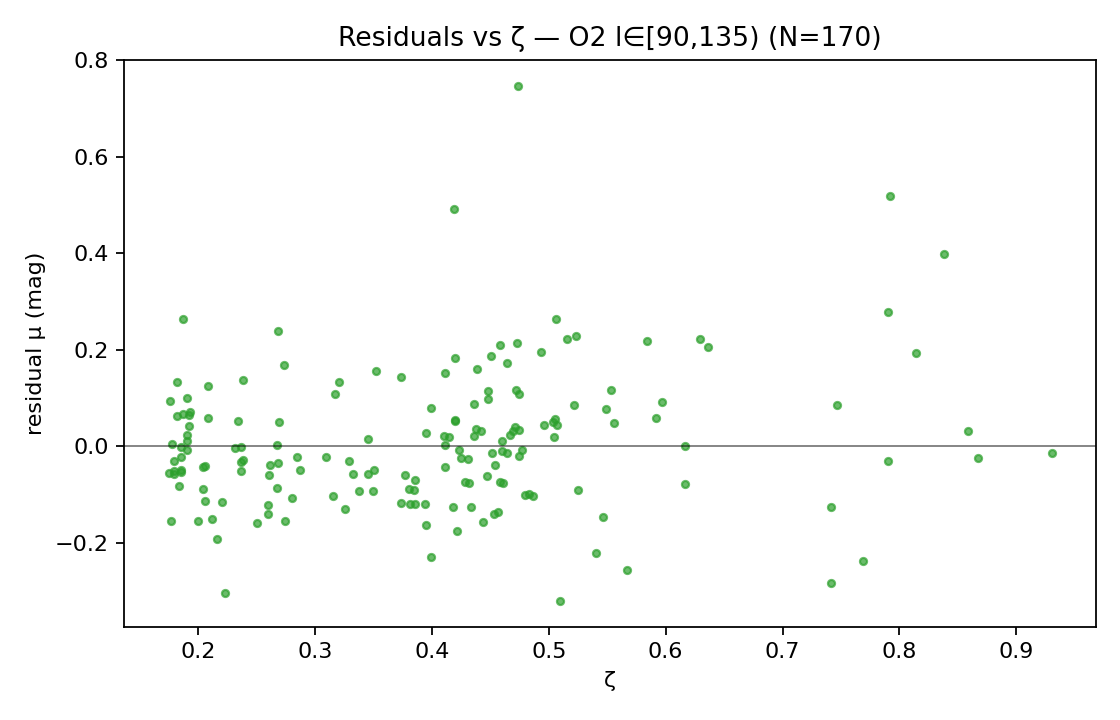 Residuals vs ζ — O2 l∈[90,135) (N=170)
residual μ (mag)
0.8
0.6
0.4
0.2
0.0
−0.2
0.2 0.3 0.4 0.5 0.6 0.7 0.8 0.9
ζ